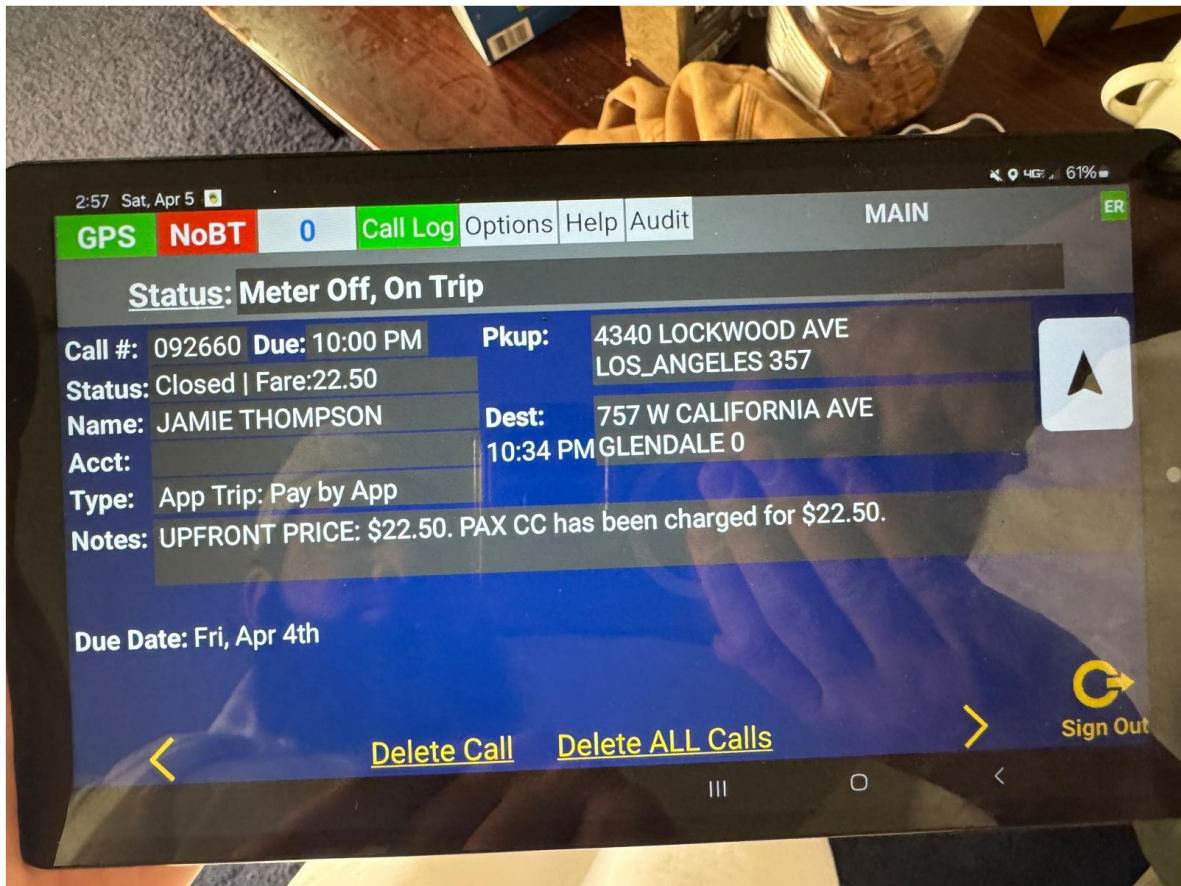 2:57 Sat, Apr 5
4G 61%
GPS NoBT 0 Call Log Options Help Audit MAIN ER
Status: Meter Off, On Trip
Call #: 092660 Due: 10:00 PM
Status: Closed | Fare:22.50
Name: JAMIE THOMPSON
Acct:
Type: App Trip: Pay by App
Pkup: 4340 LOCKWOOD AVE
LOS_ANGELES 357
Dest: 757 W CALIFORNIA AVE
10:34 PM GLENDALE 0
Notes: UPFRONT PRICE: $22.50. PAX CC has been charged for $22.50.
Due Date: Fri, Apr 4th
Delete Call Delete ALL Calls
Sign Out